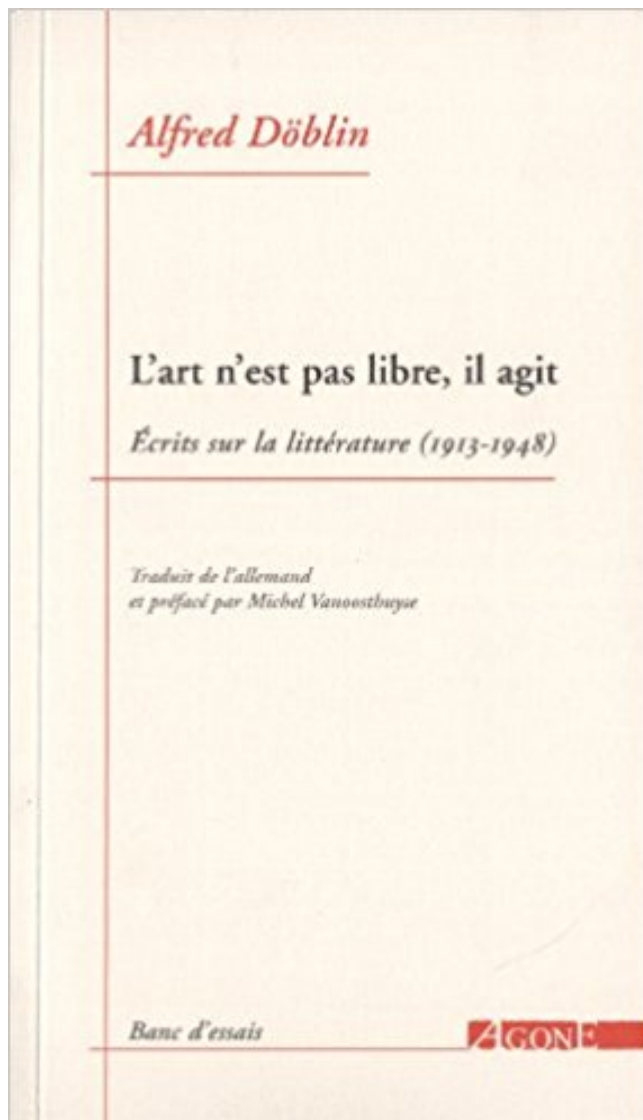 Alfred Döblin
L'art n'est pas libre, il agit
Écrits sur la littérature (1913-1948)
Traduit de l'allemand
et préfacé par Michel Vanoosthuyse
Banc d'essais
AGONE